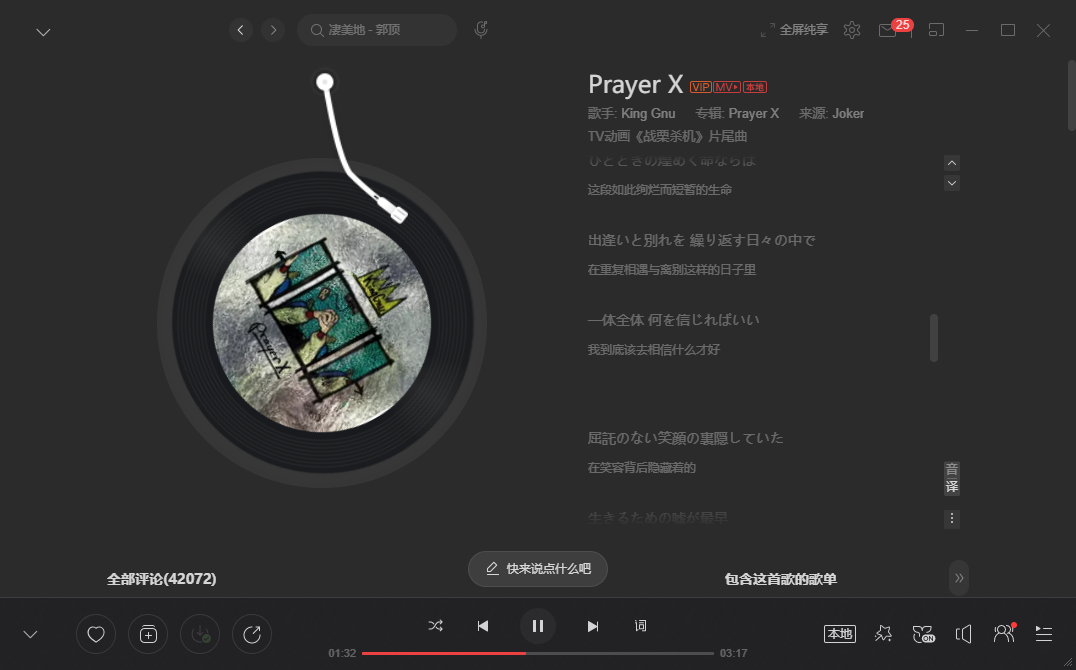 凄美地 - 郭顶
全屏纯享
25
Prayer X VIP MV 本地
歌手: King Gnu 专辑: Prayer X 来源: Joker
TV动画《战栗杀机》片尾曲
ひとときの煌めく命ならば
这段如此绚烂而短暂的生命
出逢いと別れを 繰り返す日々の中で
在重复相遇与离别这样的日子里
一体全体 何を信じればいい
我到底该去相信什么才好
屈託のない笑顔の裏隠していた
在笑容背后隐藏着的
生きるための嘘が最早
音
译
King Gnu
Prayer X
快来说点什么吧
全部评论(42072)
包含这首歌的歌单
词
本地
ON
01:32
03:17